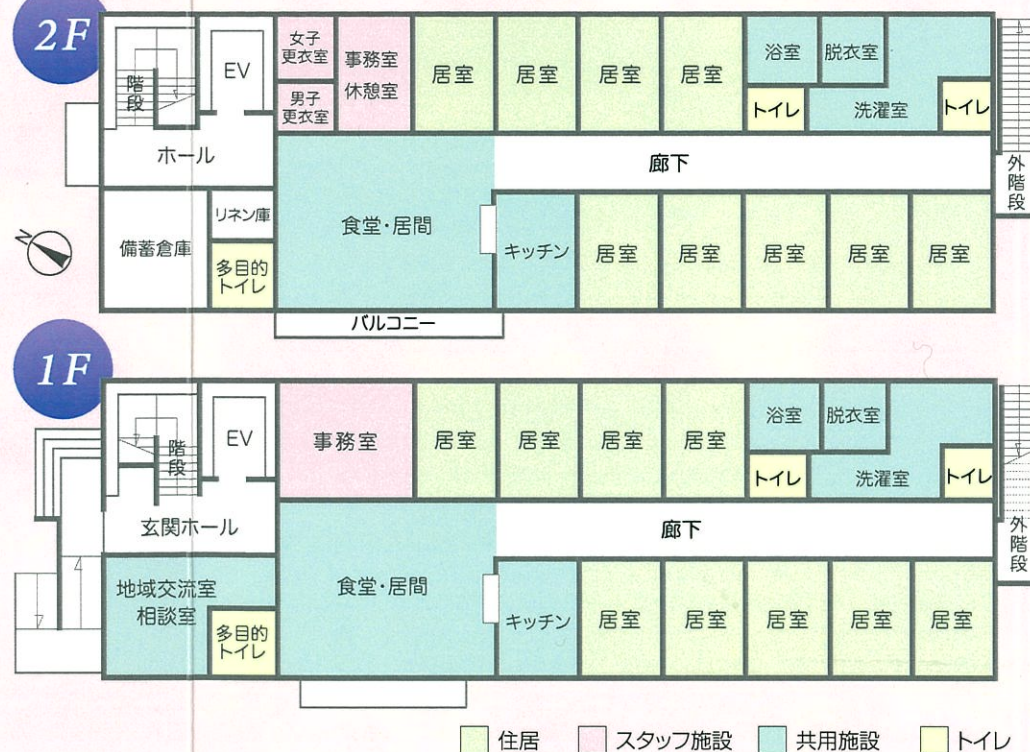 2F
階段
EV
女子
更衣室
男子
更衣室
事務室
休憩室
居室
居室
居室
居室
浴室
脱衣室
トイレ
洗濯室
トイレ
ホール
廊下
外階段
備蓄倉庫
リネン庫
多目的
トイレ
食堂・居間
キッチン
居室
居室
居室
居室
居室
バルコニー
N
1F
階段
EV
事務室
居室
居室
居室
居室
浴室
脱衣室
トイレ
洗濯室
トイレ
玄関ホール
廊下
外階段
地域交流室
相談室
多目的
トイレ
食堂・居間
キッチン
居室
居室
居室
居室
居室
住居 スタッフ施設 共用施設 トイレ